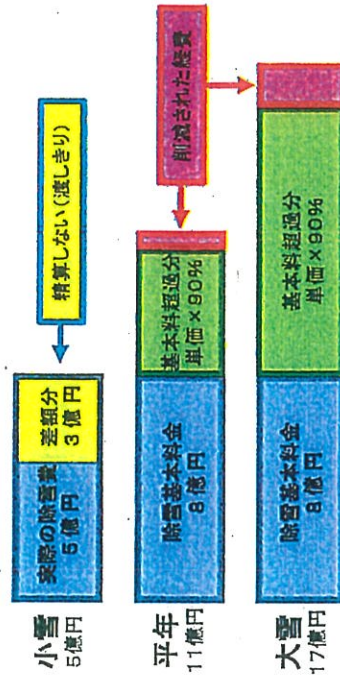 小雪
5億円
実際の除雪費
5億円
差額分
3億円
精算しない(渡しきり)
平年
11億円
除雪基本料金
8億円
基本料超過分
単価×90%
削減された経費
大雪
17億円
除雪基本料金
8億円
基本料超過分
単価×90%